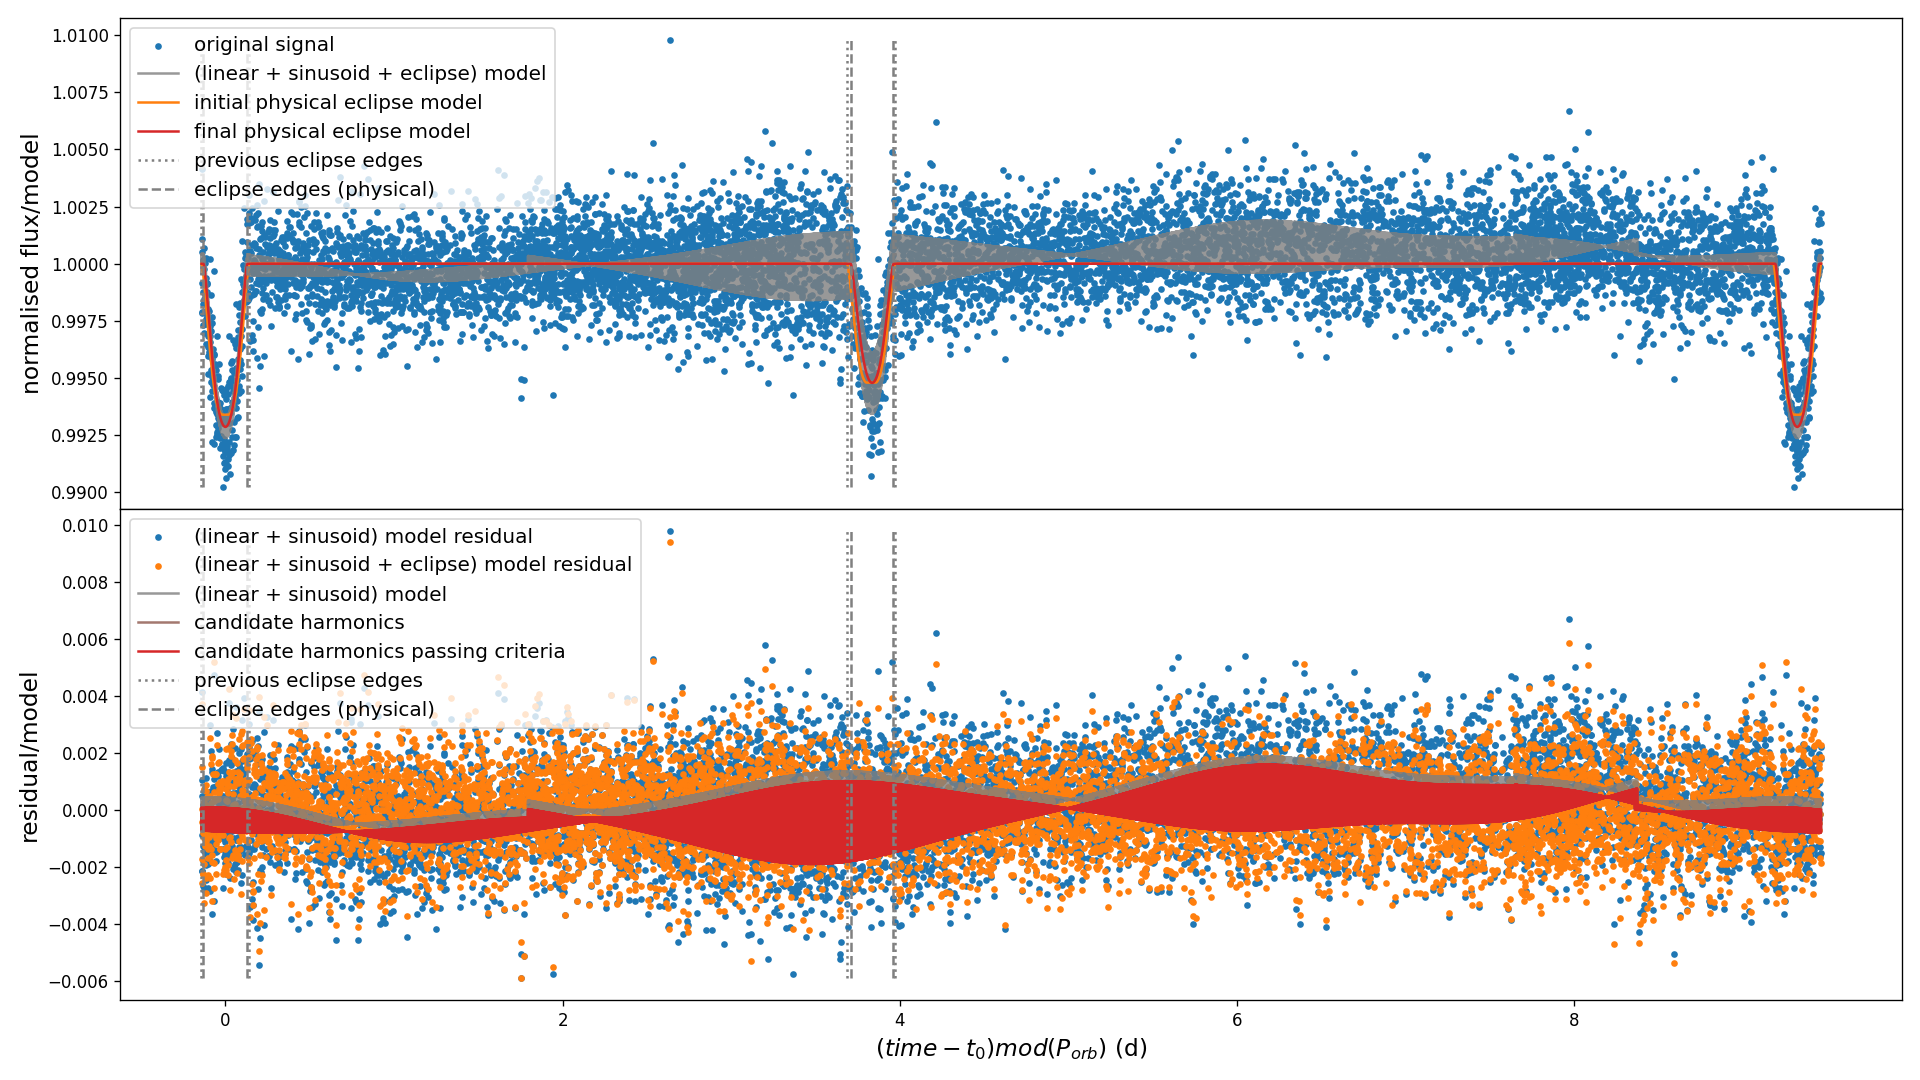 normalised flux/model
1.0100
1.0075
1.0050
1.0025
1.0000
0.9975
0.9950
0.9925
0.9900
original signal
(linear + sinusoid + eclipse) model
initial physical eclipse model
final physical eclipse model
previous eclipse edges
eclipse edges (physical)
residual/model
0.010
0.008
0.006
0.004
0.002
0.000
−0.002
−0.004
−0.006
(linear + sinusoid) model residual
(linear + sinusoid + eclipse) model residual
(linear + sinusoid) model
candidate harmonics
candidate harmonics passing criteria
previous eclipse edges
eclipse edges (physical)
0 2 4 6 8
(time − t₀)mod(Pₒᵣᵦ) (d)